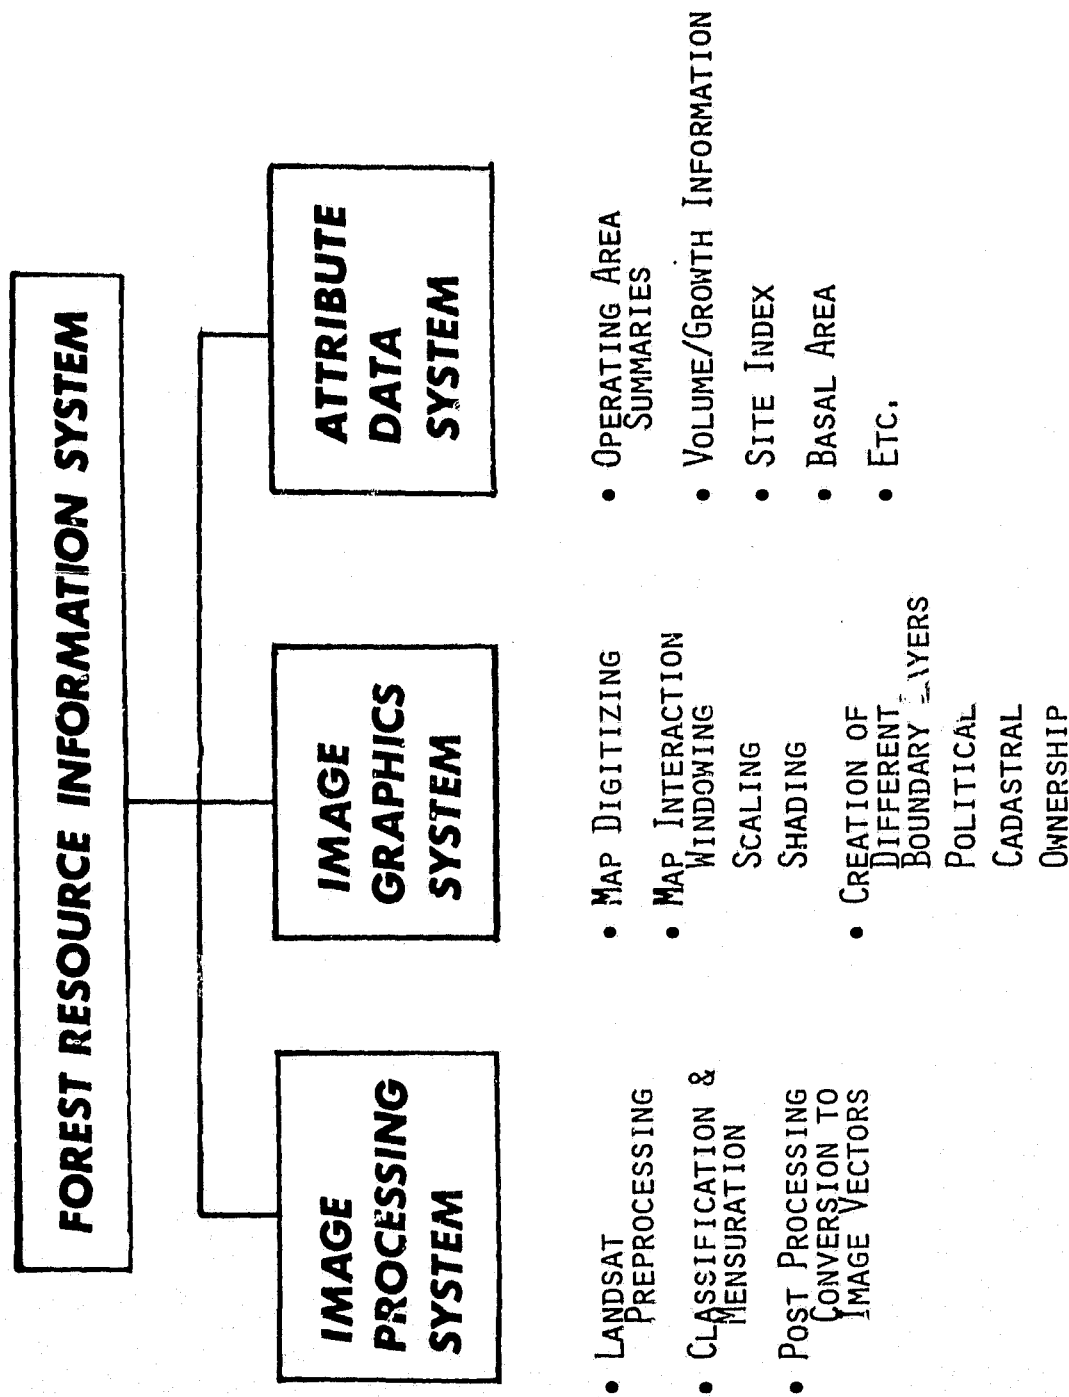 FOREST RESOURCE INFORMATION SYSTEM
IMAGE
PROCESSING
SYSTEM
• LANDSAT
PREPROCESSING
• CLASSIFICATION &
MENSURATION
• POST PROCESSING
CONVERSION TO
IMAGE VECTORS
IMAGE
GRAPHICS
SYSTEM
• MAP DIGITIZING
• MAP INTERACTION
WINDOWING
SCALING
SHADING
• CREATION OF
DIFFERENT
BOUNDARY LAYERS
POLITICAL
CADASTRAL
OWNERSHIP
ATTRIBUTE
DATA
SYSTEM
• OPERATING AREA
SUMMARIES
• VOLUME/GROWTH INFORMATION
• SITE INDEX
• BASAL AREA
• ETC.